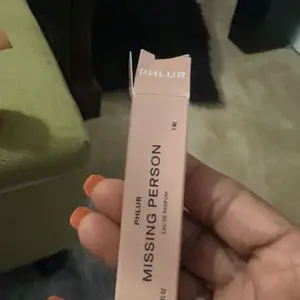 PHLUR
PHLUR
MISSING PERSON
EAU DE PARFUM